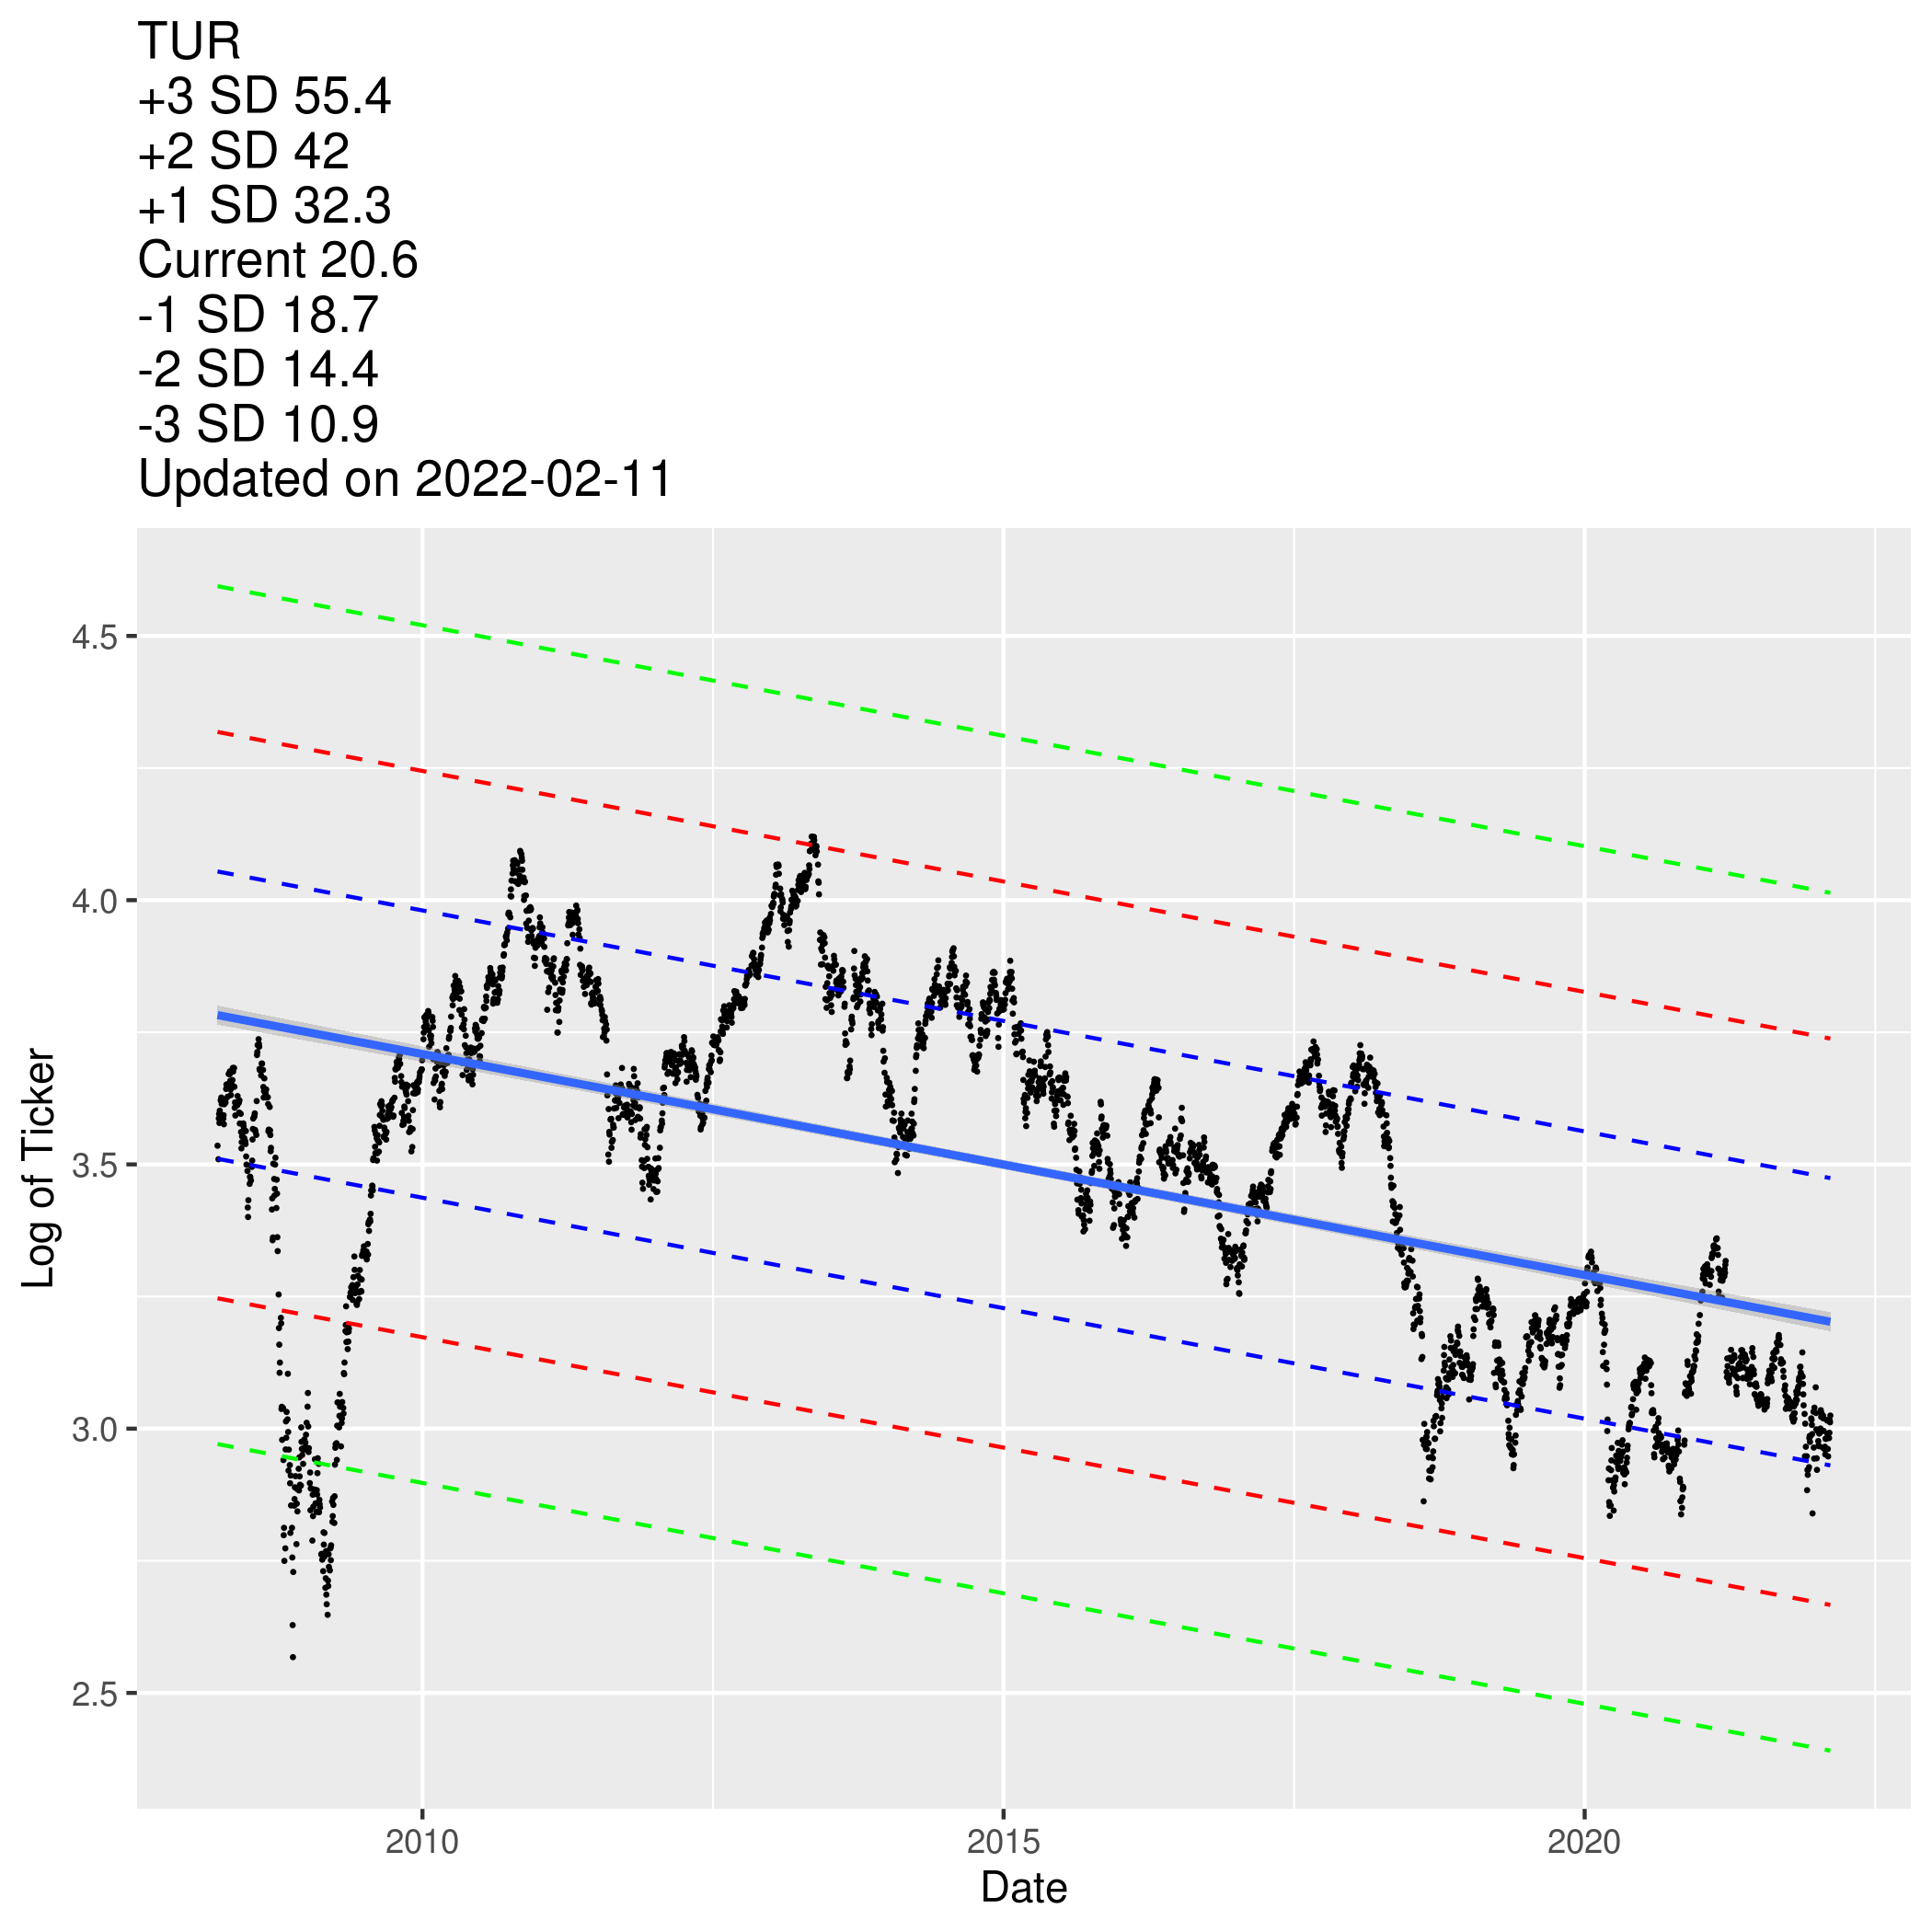 TUR
+3 SD 55.4
+2 SD 42
+1 SD 32.3
Current 20.6
-1 SD 18.7
-2 SD 14.4
-3 SD 10.9
Updated on 2022-02-11
4.5
4.0
3.5
3.0
2.5
Log of Ticker
2010
2015
2020
Date